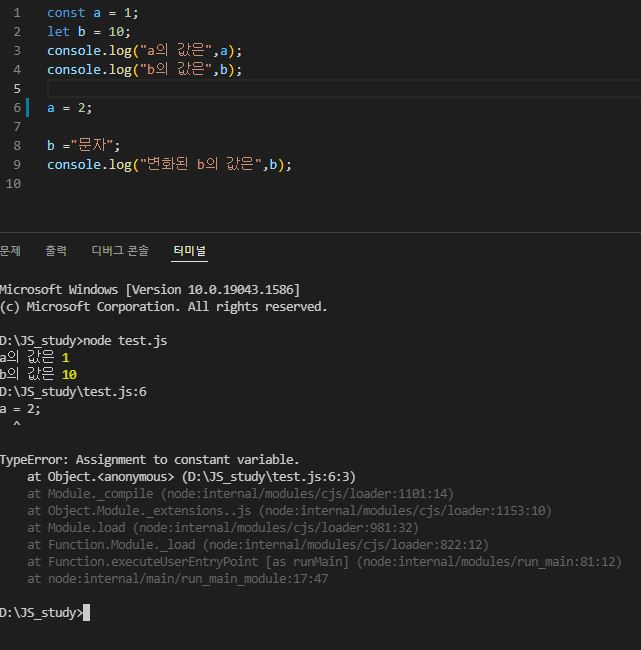 1 const a = 1;
2 let b = 10;
3 console.log("a의 값은",a);
4 console.log("b의 값은",b);
5
6 a = 2;
7
8 b ="문자";
9 console.log("변화된 b의 값은",b);
10
문제 출력 디버그 콘솔 터미널
Microsoft Windows [Version 10.0.19043.1586]
(c) Microsoft Corporation. All rights reserved.
D:\JS_study>node test.js
a의 값은 1
b의 값은 10
D:\JS_study\test.js:6
a = 2;
  ^
TypeError: Assignment to constant variable.
    at Object.<anonymous> (D:\JS_study\test.js:6:3)
    at Module._compile (node:internal/modules/cjs/loader:1101:14)
    at Object.Module._extensions..js (node:internal/modules/cjs/loader:1153:10)
    at Module.load (node:internal/modules/cjs/loader:981:32)
    at Function.Module._load (node:internal/modules/cjs/loader:822:12)
    at Function.executeUserEntryPoint [as runMain] (node:internal/modules/run_main:81:12)
    at node:internal/main/run_main_module:17:47
D:\JS_study>